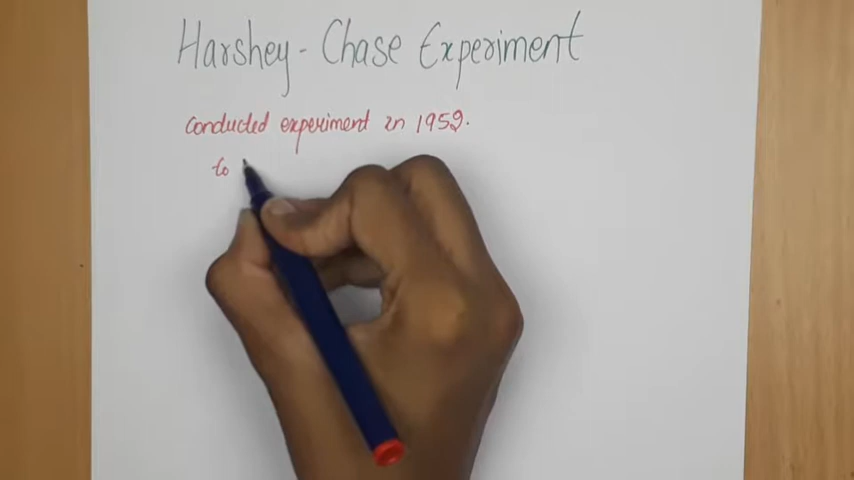 Harshey - Chase Experiment
Conducted experiment in 1952.
to